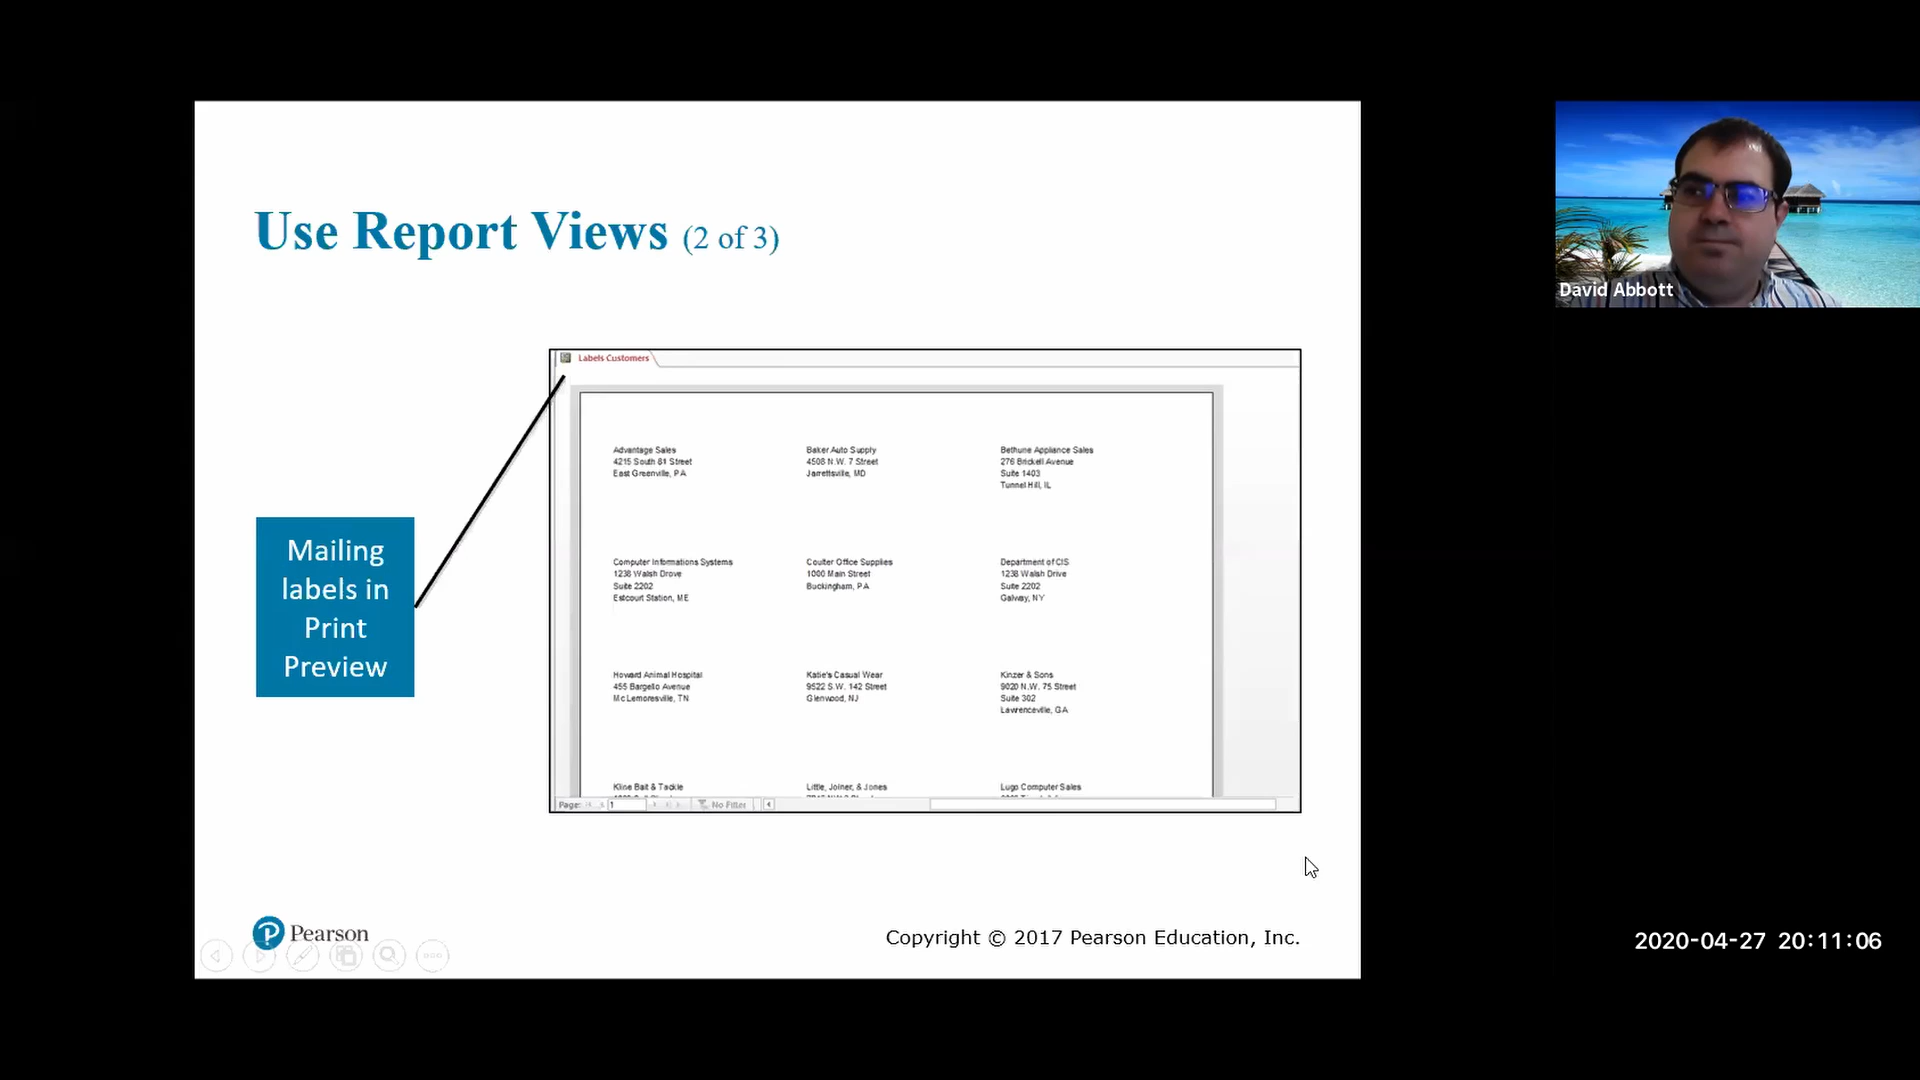 Use Report Views (2 of 3)
Labels Customers
Advantage Sales
4215 South 81 Street
East Greenville, PA
Baker Auto Supply
4508 N.W. 7 Street
Jarrettsville, MD
Bethune Appliance Sales
276 Brickell Avenue
Suite 1403
Tunnel Hill, IL
Computer Informations Systems
1238 Walsh Drove
Suite 2202
Estcourt Station, ME
Coulter Office Supplies
1000 Main Street
Buckingham, PA
Department of CIS
1238 Walsh Drive
Suite 2202
Galway, NY
Howard Animal Hospital
455 Bargello Avenue
McLemoresville, TN
Katie's Casual Wear
9522 S.W. 142 Street
Glenwood, NJ
Kinzer & Sons
9020 N.W. 75 Street
Suite 302
Lawrenceville, GA
Kline Bait & Tackle
Little, Joiner, & Jones
Lugo Computer Sales
Page: 1
No Filter
Mailing
labels in
Print
Preview
Pearson
Copyright © 2017 Pearson Education, Inc.
David Abbott
2020-04-27 20:11:06